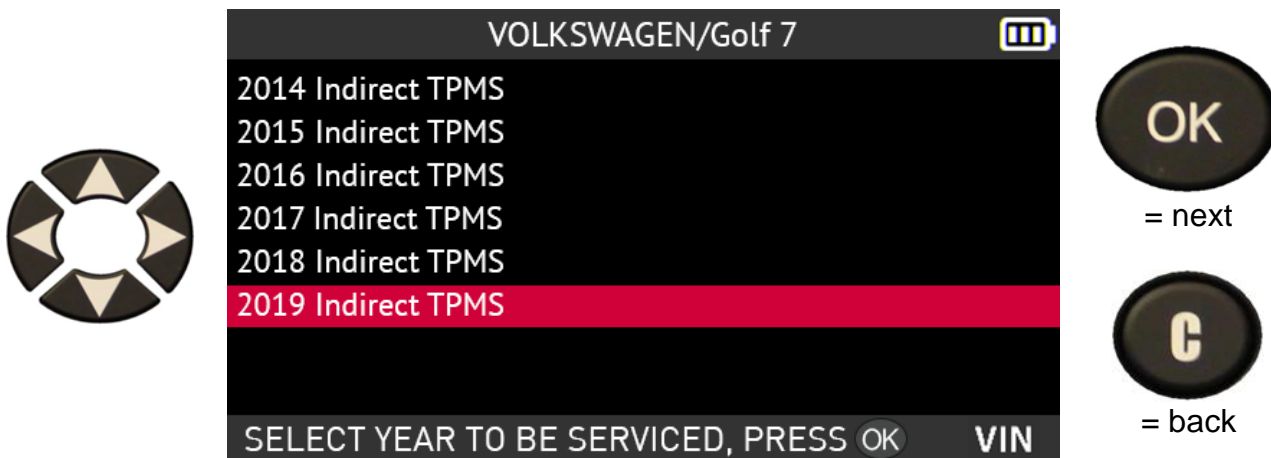 VOLKSWAGEN/Golf 7
2014 Indirect TPMS
2015 Indirect TPMS
2016 Indirect TPMS
2017 Indirect TPMS
2018 Indirect TPMS
2019 Indirect TPMS
SELECT YEAR TO BE SERVICED, PRESS OK VIN
OK
= next
C
= back